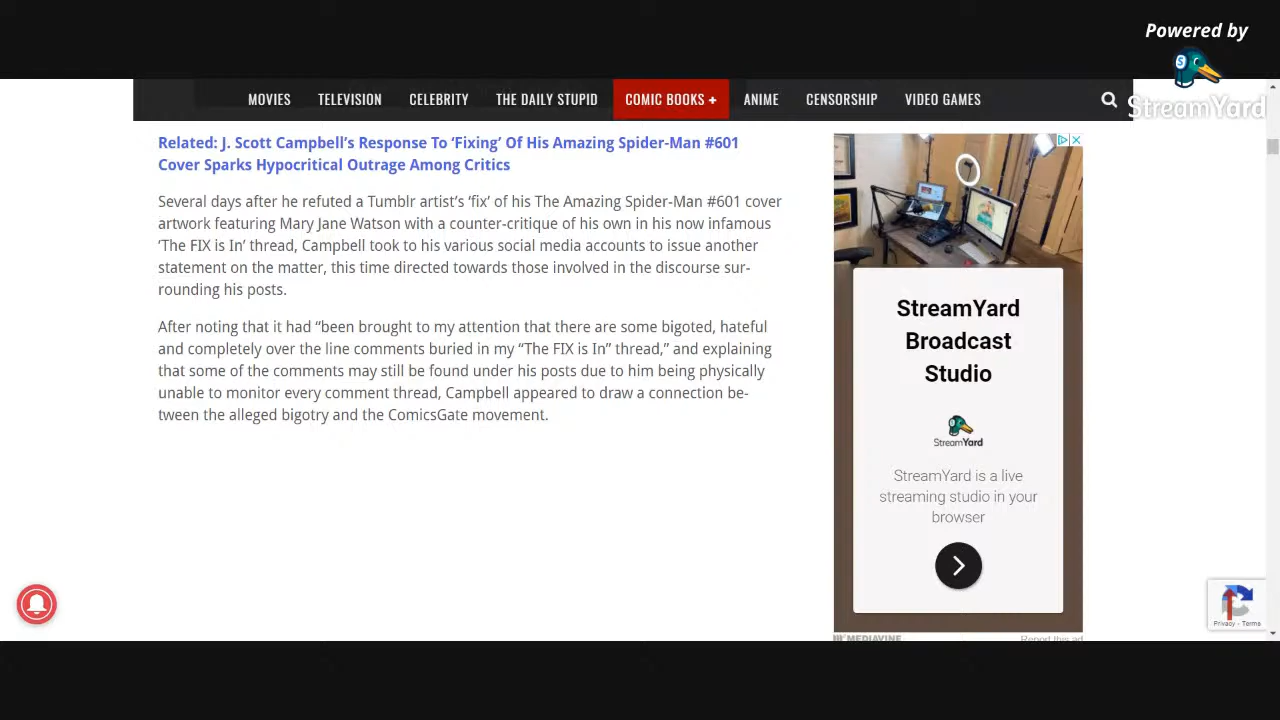 Powered by
StreamYard
MOVIES TELEVISION CELEBRITY THE DAILY STUPID COMIC BOOKS + ANIME CENSORSHIP VIDEO GAMES
Related: J. Scott Campbell's Response To 'Fixing' Of His Amazing Spider-Man #601
Cover Sparks Hypocritical Outrage Among Critics
Several days after he refuted a Tumblr artist's 'fix' of his The Amazing Spider-Man #601 cover
artwork featuring Mary Jane Watson with a counter-critique of his own in his now infamous
'The FIX is In' thread, Campbell took to his various social media accounts to issue another
statement on the matter, this time directed towards those involved in the discourse sur-
rounding his posts.
After noting that it had “been brought to my attention that there are some bigoted, hateful
and completely over the line comments buried in my “The FIX is In” thread,” and explaining
that some of the comments may still be found under his posts due to him being physically
unable to monitor every comment thread, Campbell appeared to draw a connection be-
tween the alleged bigotry and the ComicsGate movement.
StreamYard
Broadcast
Studio
StreamYard
StreamYard is a live
streaming studio in your
browser
MEDIAVINE
Report this ad
Privacy - Terms